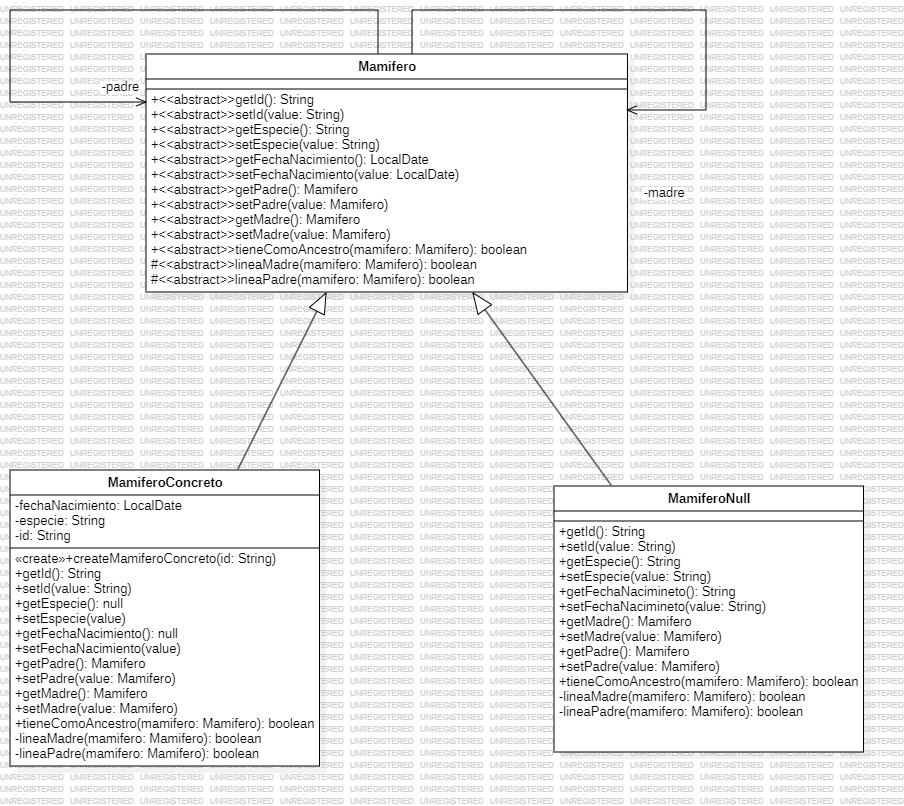 Mamifero
-padre
+<<abstract>>getId(): String
+<<abstract>>setId(value: String)
+<<abstract>>getEspecie(): String
+<<abstract>>setEspecie(value: String)
+<<abstract>>getFechaNacimiento(): LocalDate
+<<abstract>>setFechaNacimiento(value: LocalDate)
+<<abstract>>getPadre(): Mamifero
+<<abstract>>setPadre(value: Mamifero)
+<<abstract>>getMadre(): Mamifero
+<<abstract>>setMadre(value: Mamifero)
+<<abstract>>tieneComoAncestro(mamifero: Mamifero): boolean
#<<abstract>>lineaMadre(mamifero: Mamifero): boolean
#<<abstract>>lineaPadre(mamifero: Mamifero): boolean
-madre
MamiferoConcreto
-fechaNacimiento: LocalDate
-especie: String
-id: String
«create»+createMamiferoConcreto(id: String)
+getId(): String
+setId(value: String)
+getEspecie(): null
+setEspecie(value)
+getFechaNacimiento(): null
+setFechaNacimiento(value)
+getPadre(): Mamifero
+setPadre(value: Mamifero)
+getMadre(): Mamifero
+setMadre(value: Mamifero)
+tieneComoAncestro(mamifero: Mamifero): boolean
-lineaMadre(mamifero: Mamifero): boolean
-lineaPadre(mamifero: Mamifero): boolean
MamiferoNull
+getId(): String
+setId(value: String)
+getEspecie(): String
+setEspecie(value: String)
+getFechaNacimineto(): String
+setFechaNacimineto(value: String)
+getMadre(): Mamifero
+setMadre(value: Mamifero)
+getPadre(): Mamifero
+setPadre(value: Mamifero)
+tieneComoAncestro(mamifero: Mamifero): boolean
-lineaMadre(mamifero: Mamifero): boolean
-lineaPadre(mamifero: Mamifero): boolean
UNREGISTERED